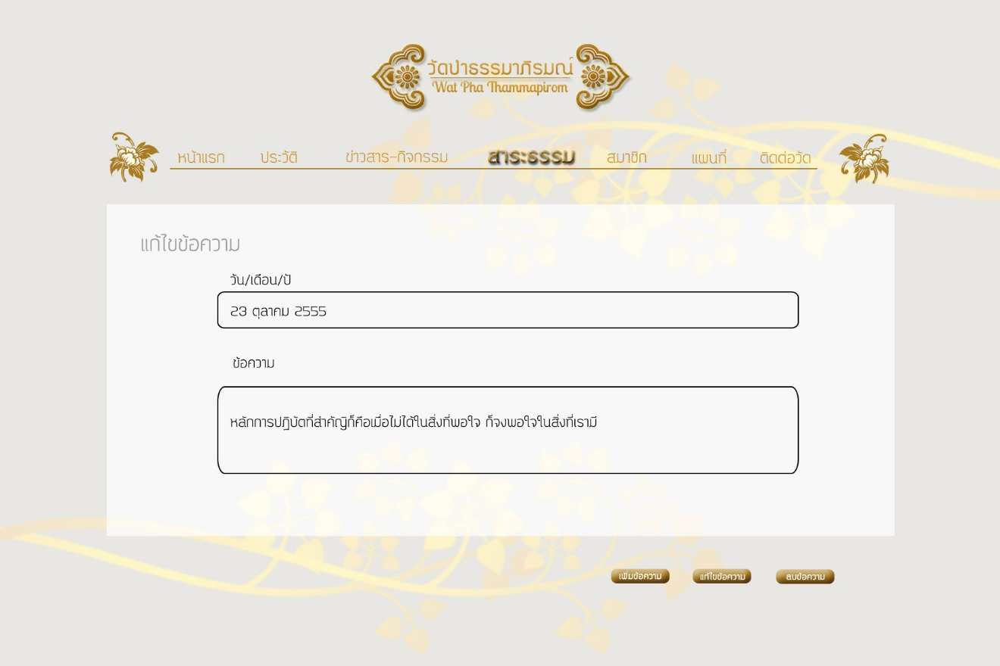 วัดป่าธรรมาภิรมณ์
Wat Pha Thammapirom
หน้าแรก ประวัติ ข่าวสาร-กิจกรรม สาระธรรม สมาชิก แผนที่ ติดต่อวัด
แก้ไขข้อความ
วัน/เดือน/ปี
23 ตุลาคม 2555
ข้อความ
หลักการปฏิบัตที่สำคัญก็คือเมื่อไม่ได้ในสิ่งที่พอใจ ก็จงพอใจในสิ่งที่เรามี
เพิ่มข้อความ แก้ไขข้อความ ลบข้อความ